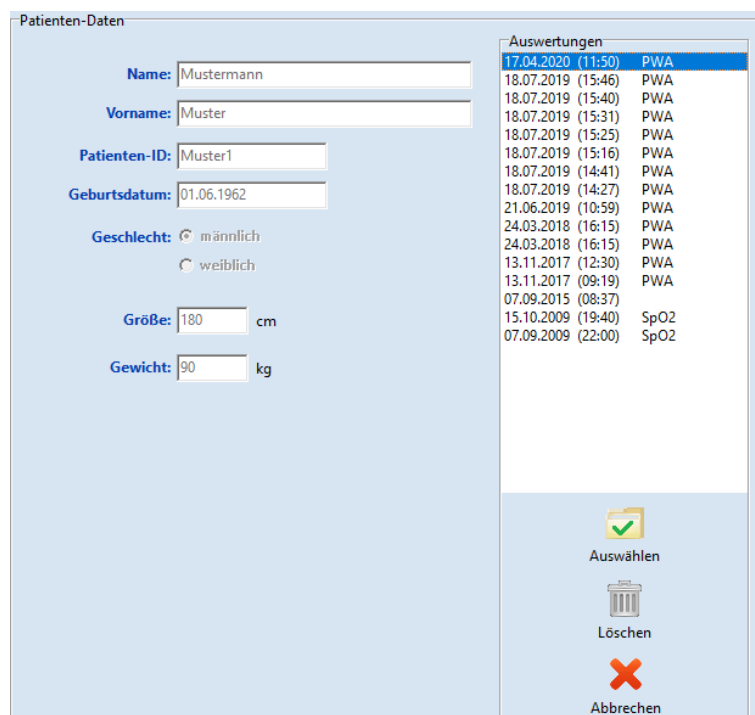 Patienten-Daten
Name: Mustermann
Vorname: Muster
Patienten-ID: Muster1
Geburtsdatum: 01.06.1962
Geschlecht: männlich
weiblich
Größe: 180 cm
Gewicht: 90 kg
Auswertungen
17.04.2020 (11:50) PWA
18.07.2019 (15:46) PWA
18.07.2019 (15:40) PWA
18.07.2019 (15:31) PWA
18.07.2019 (15:25) PWA
18.07.2019 (15:16) PWA
18.07.2019 (14:41) PWA
18.07.2019 (14:27) PWA
21.06.2019 (10:59) PWA
24.03.2018 (16:15) PWA
24.03.2018 (16:15) PWA
13.11.2017 (12:30) PWA
13.11.2017 (09:19) PWA
07.09.2015 (08:37)
15.10.2009 (19:40) SpO2
07.09.2009 (22:00) SpO2
Auswählen
Löschen
Abbrechen